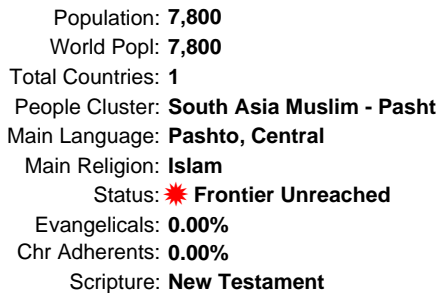 Population: 7,800
World Popl: 7,800
Total Countries: 1
People Cluster: South Asia Muslim - Pasht
Main Language: Pashto, Central
Main Religion: Islam
Status: Frontier Unreached
Evangelicals: 0.00%
Chr Adherents: 0.00%
Scripture: New Testament